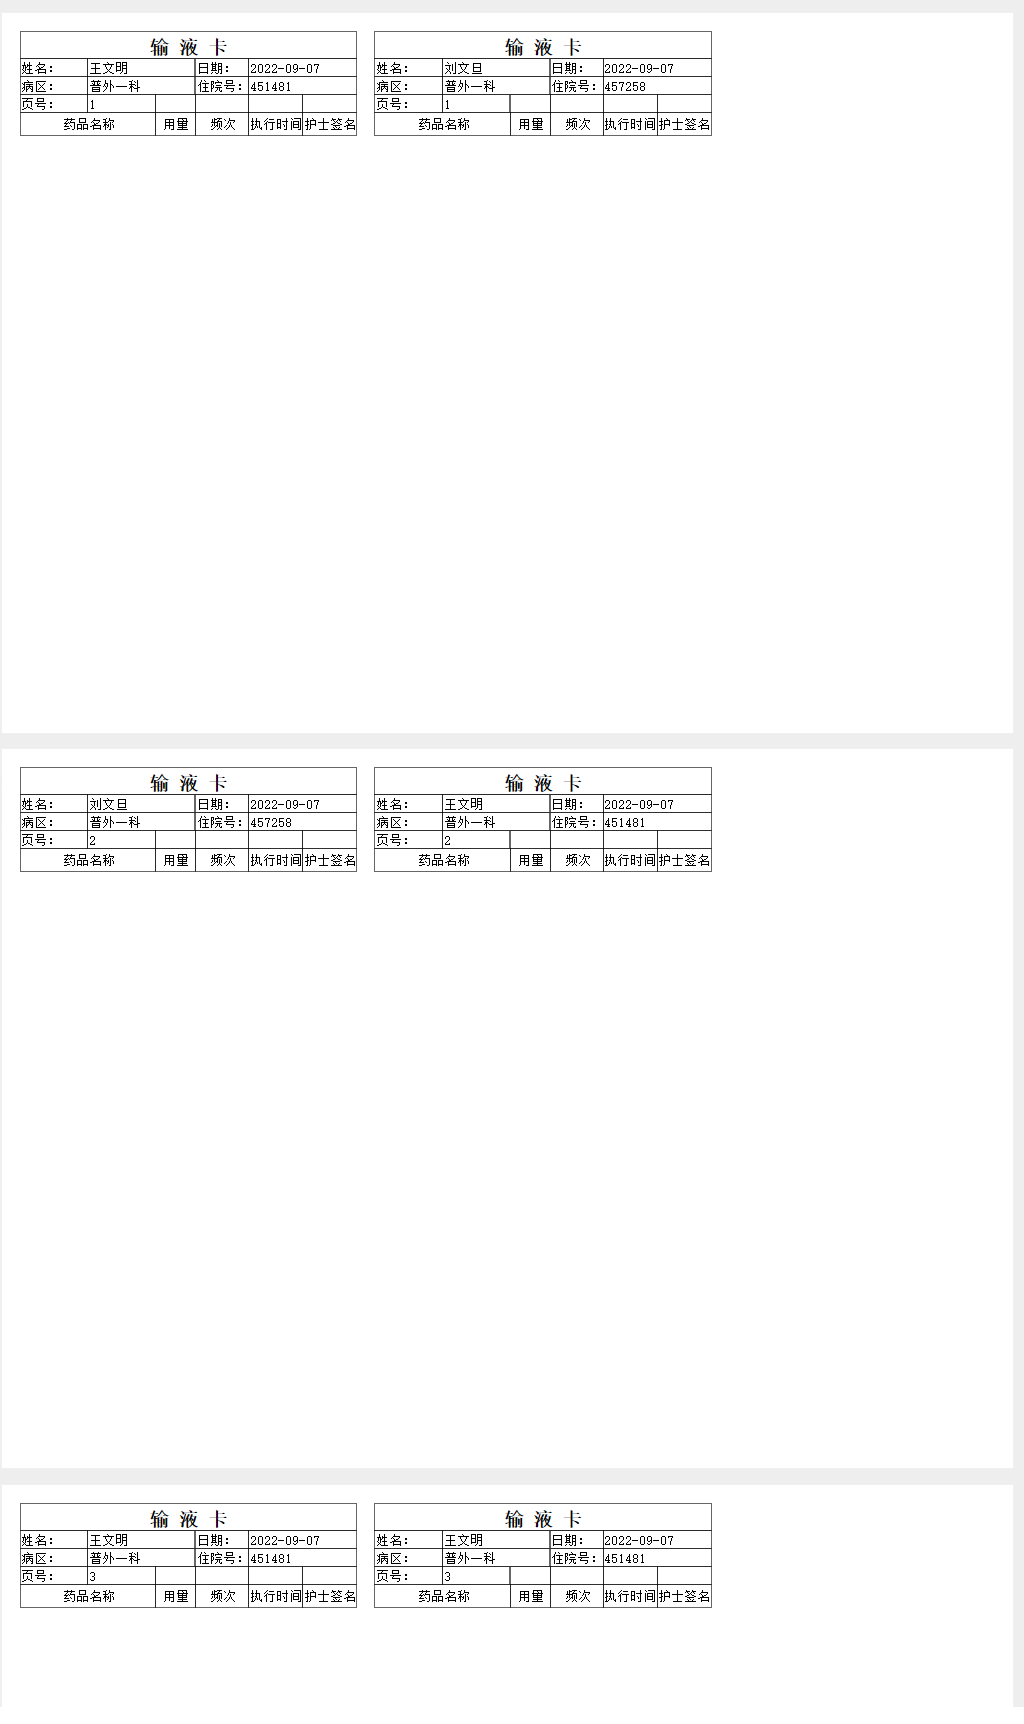 输 液 卡 输 液 卡
姓名: 王文明 日期: 2022-09-07 姓名: 刘文旦 日期: 2022-09-07
病区: 普外一科 住院号: 451481 病区: 普外一科 住院号: 457258
页号: 1 页号: 1
药品名称 用量 频次 执行时间 护士签名 药品名称 用量 频次 执行时间 护士签名
输 液 卡 输 液 卡
姓名: 刘文旦 日期: 2022-09-07 姓名: 王文明 日期: 2022-09-07
病区: 普外一科 住院号: 457258 病区: 普外一科 住院号: 451481
页号: 2 页号: 2
药品名称 用量 频次 执行时间 护士签名 药品名称 用量 频次 执行时间 护士签名
输 液 卡 输 液 卡
姓名: 王文明 日期: 2022-09-07 姓名: 王文明 日期: 2022-09-07
病区: 普外一科 住院号: 451481 病区: 普外一科 住院号: 451481
页号: 3 页号: 3
药品名称 用量 频次 执行时间 护士签名 药品名称 用量 频次 执行时间 护士签名